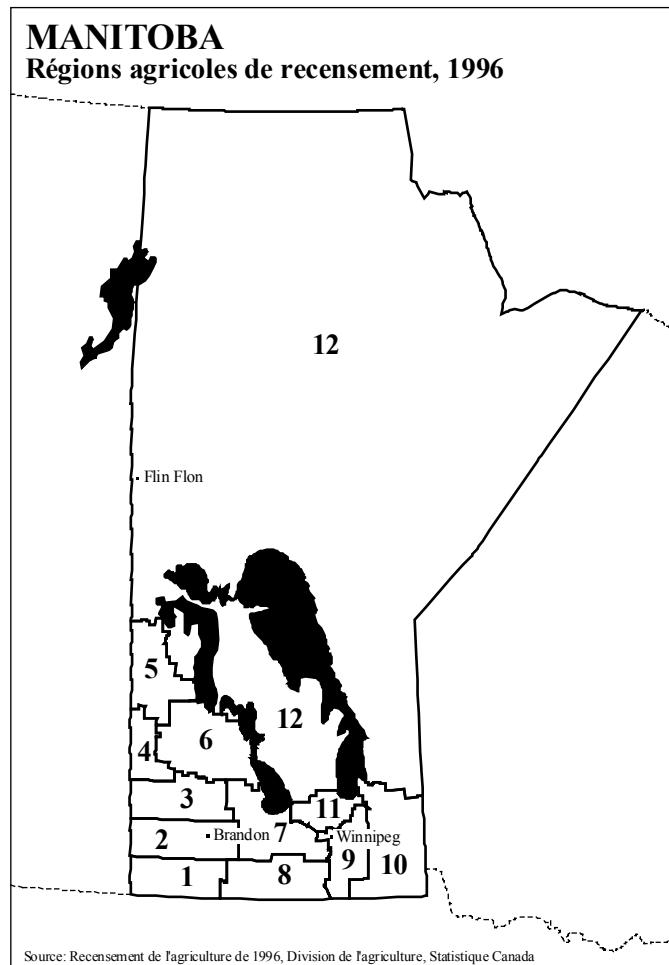 MANITOBA
Régions agricoles de recensement, 1996
12
Flin Flon
5
12
6
4
3
11
2
Brandon
7
Winnipeg
9
10
1
8
Source: Recensement de l'agriculture de 1996, Division de l'agriculture, Statistique Canada